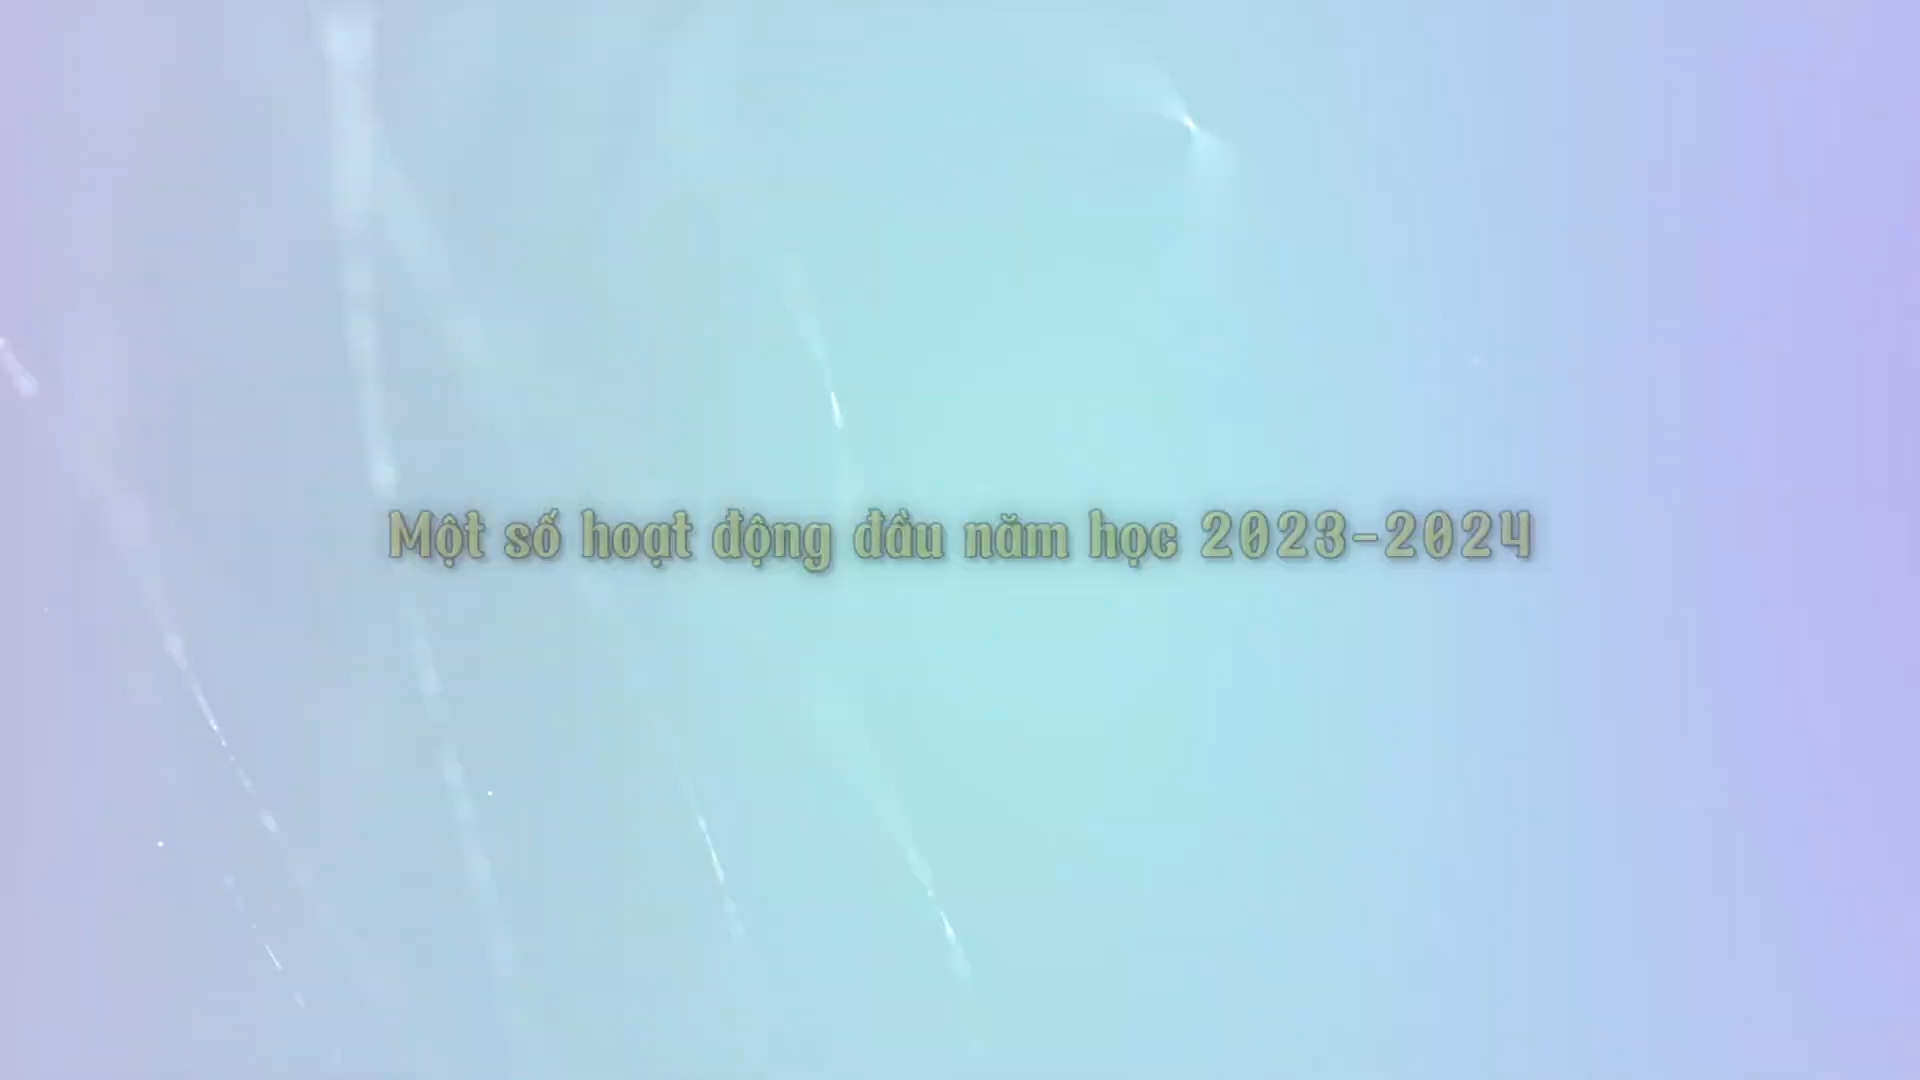 Một số hoạt động đầu năm học 2023-2024